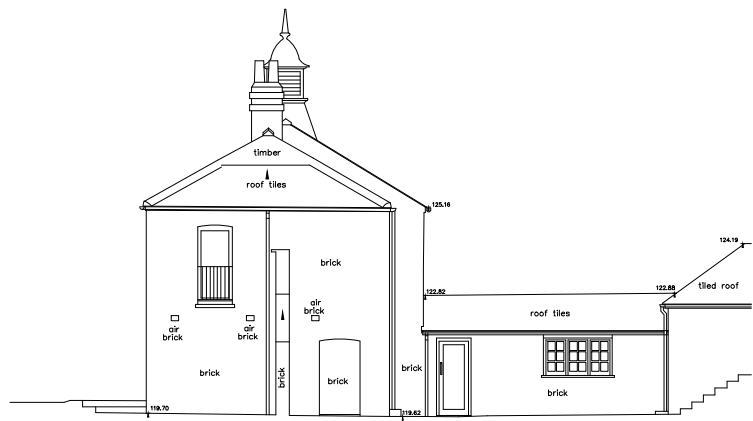 timber
roof tiles
125.16
124.19
brick
122.82
122.88
tiled roof
roof tiles
air
brick
air
brick
air
brick
brick
brick
brick
brick
brick
119.70
119.62